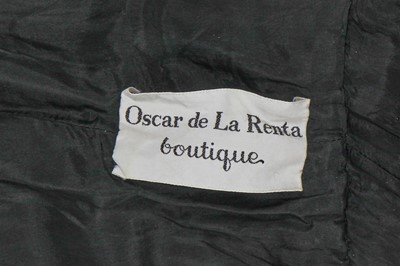 Oscar de La Renta
boutique